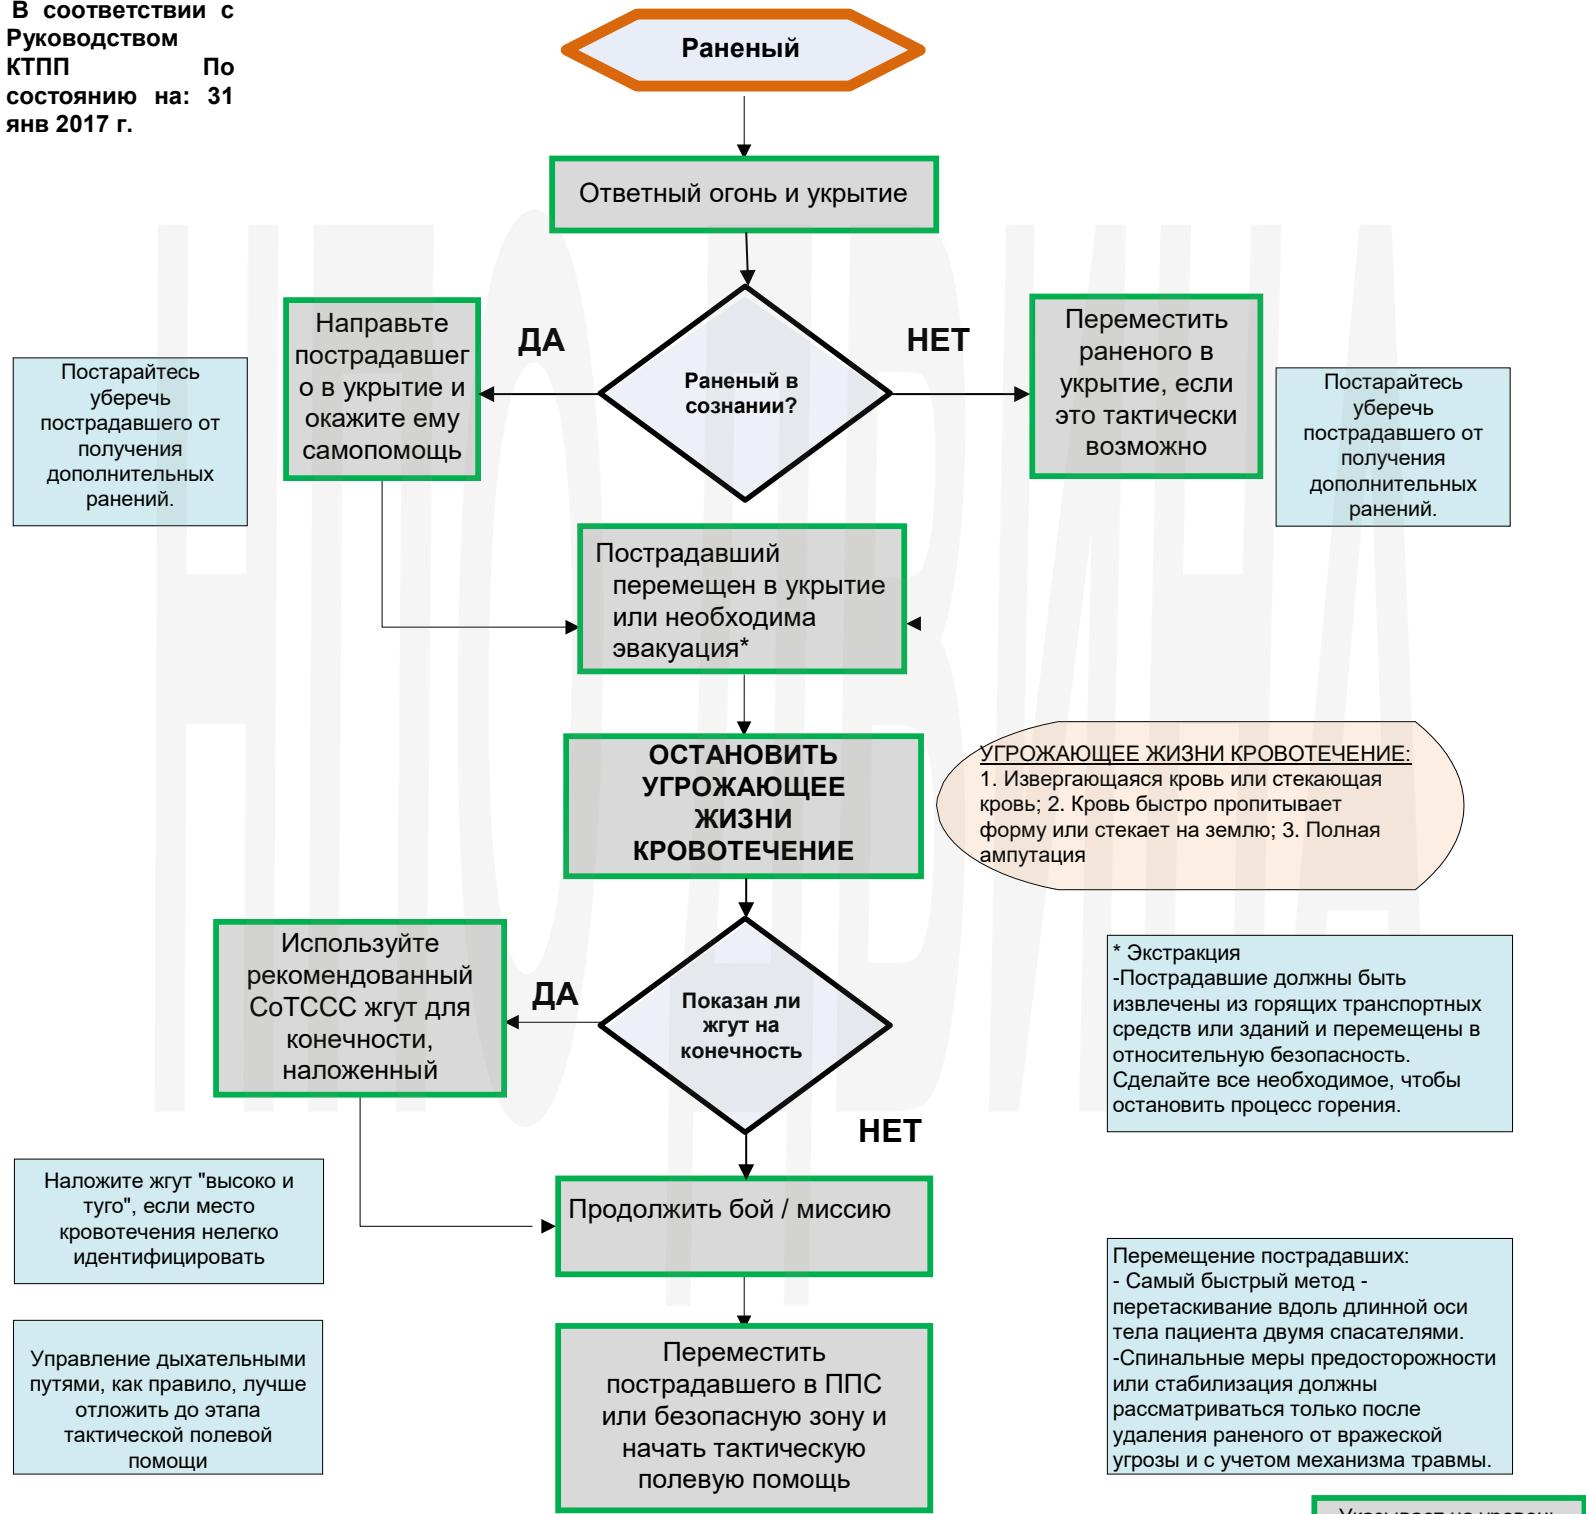 В соответствии с
Руководством
КТПП По
состоянию на: 31
янв 2017 г.
Раненый
Ответный огонь и укрытие
Направьте
пострадавшег
о в укрытие и
окажите ему
самопомощь
ДА
Раненый в
сознании?
НЕТ
Переместить
раненого в
укрытие, если
это тактически
возможно
Постарайтесь
уберечь
пострадавшего от
получения
дополнительных
ранений.
Постарайтесь
уберечь
пострадавшего от
получения
дополнительных
ранений.
Пострадавший
перемещен в укрытие
или необходима
эвакуация*
ОСТАНОВИТЬ
УГРОЖАЮЩЕЕ
ЖИЗНИ
КРОВОТЕЧЕНИЕ
УГРОЖАЮЩЕЕ ЖИЗНИ КРОВОТЕЧЕНИЕ:
1. Извергающаяся кровь или стекающая
кровь; 2. Кровь быстро пропитывает
форму или стекает на землю; 3. Полная
ампутация
Используйте
рекомендованный
CoTCCC жгут для
конечности,
наложенный
ДА
Показан ли
жгут на
конечность
НЕТ
* Экстракция
-Пострадавшие должны быть
извлечены из горящих транспортных
средств или зданий и перемещены в
относительную безопасность.
Сделайте все необходимое, чтобы
остановить процесс горения.
Наложите жгут "высоко и
туго", если место
кровотечения нелегко
идентифицировать
Продолжить бой / миссию
Перемещение пострадавших:
- Самый быстрый метод -
перетаскивание вдоль длинной оси
тела пациента двумя спасателями.
-Спинальные меры предосторожности
или стабилизация должны
рассматриваться только после
удаления раненого от вражеской
угрозы и с учетом механизма травмы.
Управление дыхательными
путями, как правило, лучше
отложить до этапа
тактической полевой
помощи
Переместить
пострадавшего в ППС
или безопасную зону и
начать тактическую
полевую помощь
Указывает на уровень
НПО ДВИНА